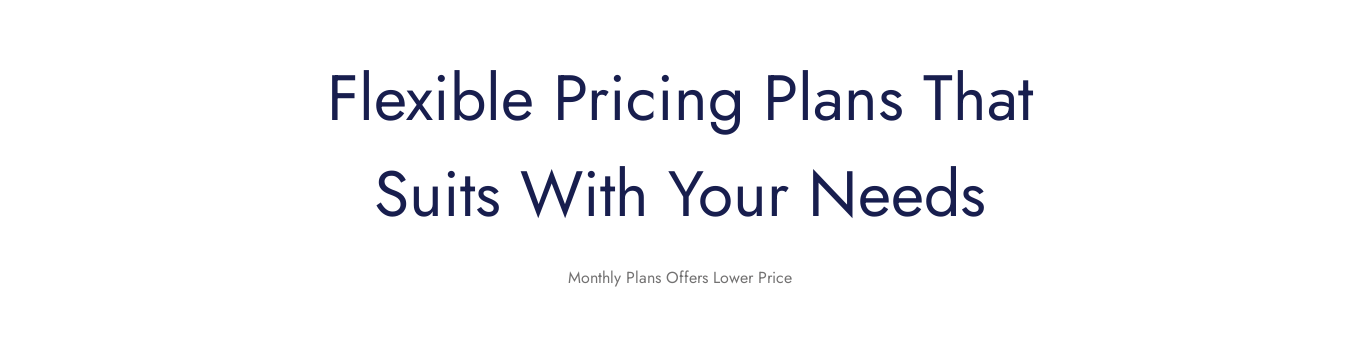 Flexible Pricing Plans That
Suits With Your Needs
Monthly Plans Offers Lower Price